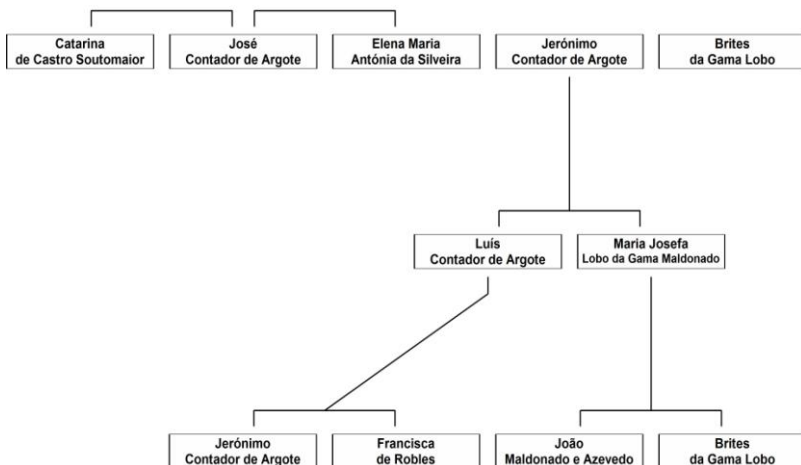 Catarina
de Castro Soutomaior
José
Contador de Argote
Elena Maria
Antónia da Silveira
Jerónimo
Contador de Argote
Brites
da Gama Lobo
Luís
Contador de Argote
Maria Josefa
Lobo da Gama Maldonado
Jerónimo
Contador de Argote
Francisca
de Robles
João
Maldonado e Azevedo
Brites
da Gama Lobo